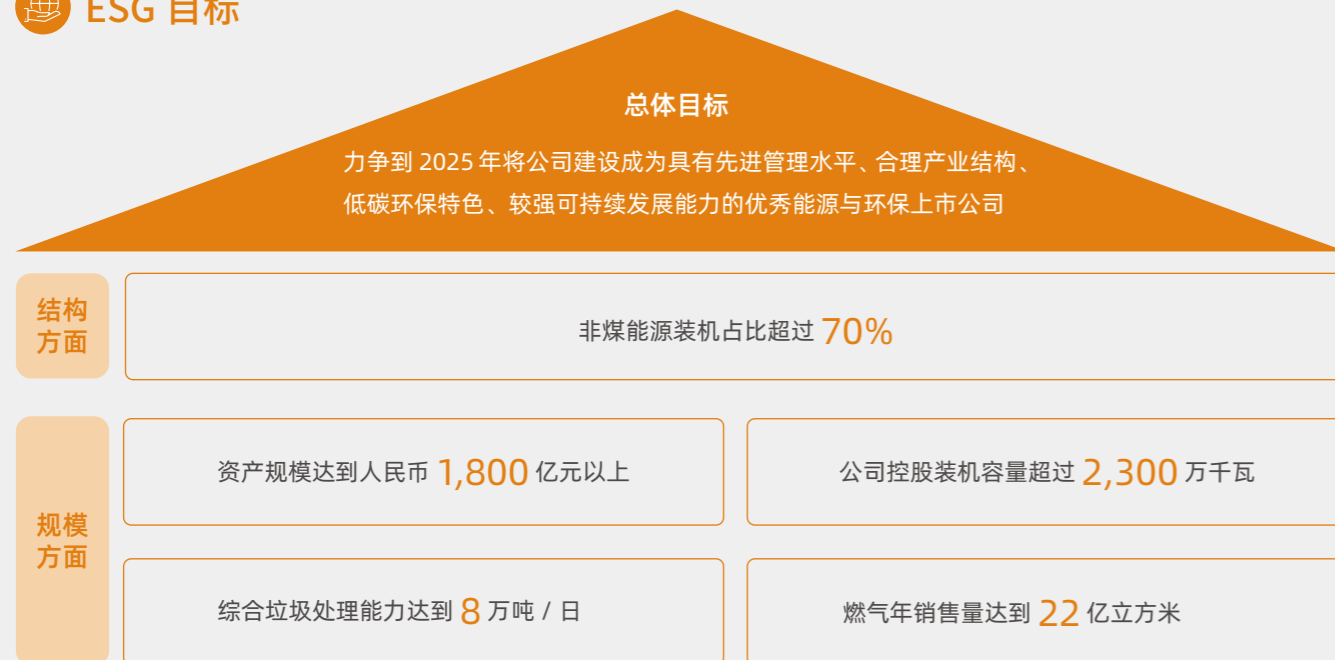 ESG 目标
总体目标
力争到 2025 年将公司建设成为具有先进管理水平、合理产业结构、
低碳环保特色、较强可持续发展能力的优秀能源与环保上市公司
结构
方面
非煤能源装机占比超过 70%
规模
方面
资产规模达到人民币 1,800 亿元以上
公司控股装机容量超过 2,300 万千瓦
综合垃圾处理能力达到 8 万吨 / 日
燃气年销售量达到 22 亿立方米